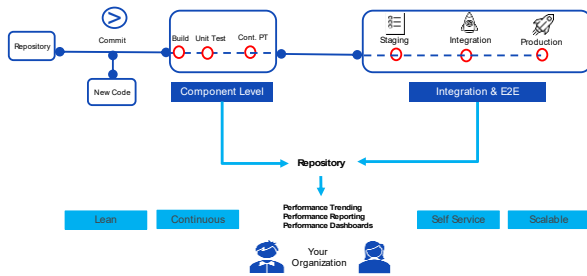 Repository
Commit
New Code
Build
Unit Test
Cont. PT
Staging
Integration
Production
Component Level
Integration & E2E
Repository
Performance Trending
Performance Reporting
Performance Dashboards
Lean
Continuous
Self Service
Scalable
Your
Organization